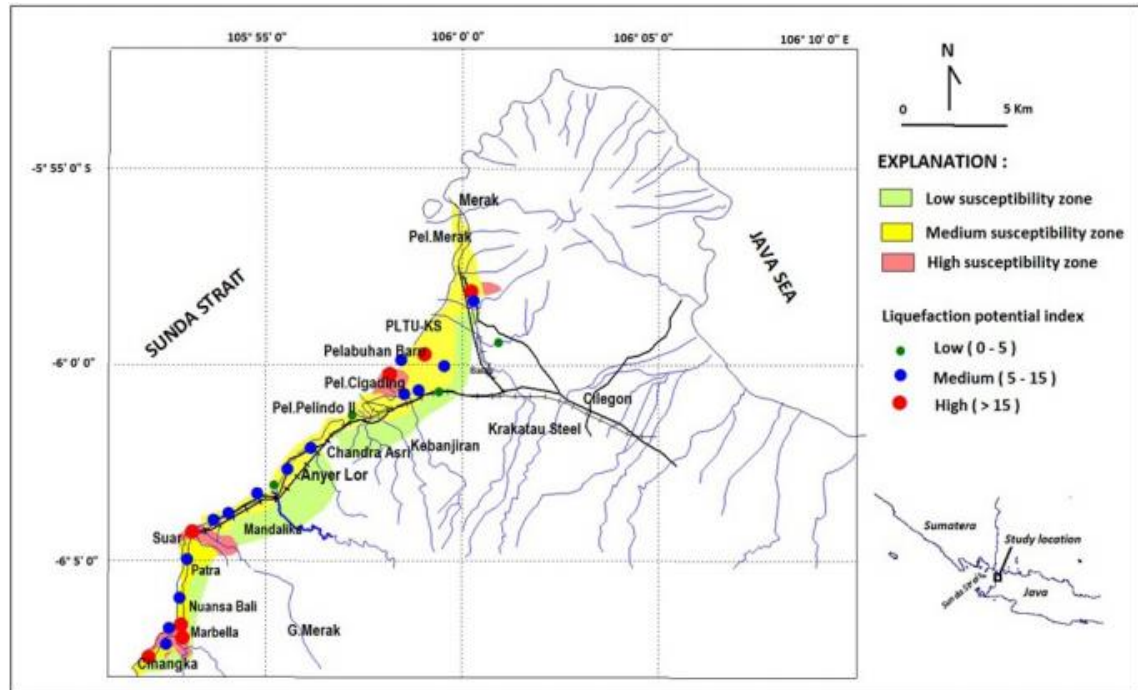 105° 55' 0"
106° 0' 0"
106° 05' 0"
106° 10' 0" E
N
0 5 Km
-5° 55' 0" S
EXPLANATION :
Merak
Low susceptibility zone
Pel.Merak
Medium susceptibility zone
High susceptibility zone
JAVA SEA
SUNDA STRAIT
PLTU-KS
Liquefaction potential index
Low ( 0 - 5 )
Pelabuhan Baru
-6° 0' 0"
Medium ( 5 - 15 )
Pel.Cigading
High ( > 15 )
Cilegon
Pel.Pelindo II
Krakatau Steel
Kebanjiran
Chandra Asri
Anyer Lor
Mandalika
Suar
Sumatera
Study location
-6° 5' 0"
Patra
Sunda Strait
Java
Nuansa Bali
Marbella
G.Merak
Cinangka